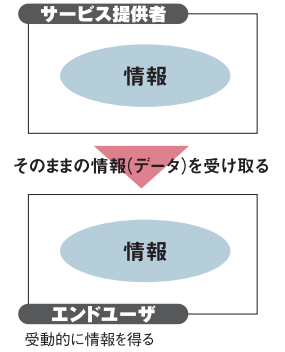 サービス提供者
情報
そのままの情報(データ)を受け取る
情報
エンドユーザ
受動的に情報を得る